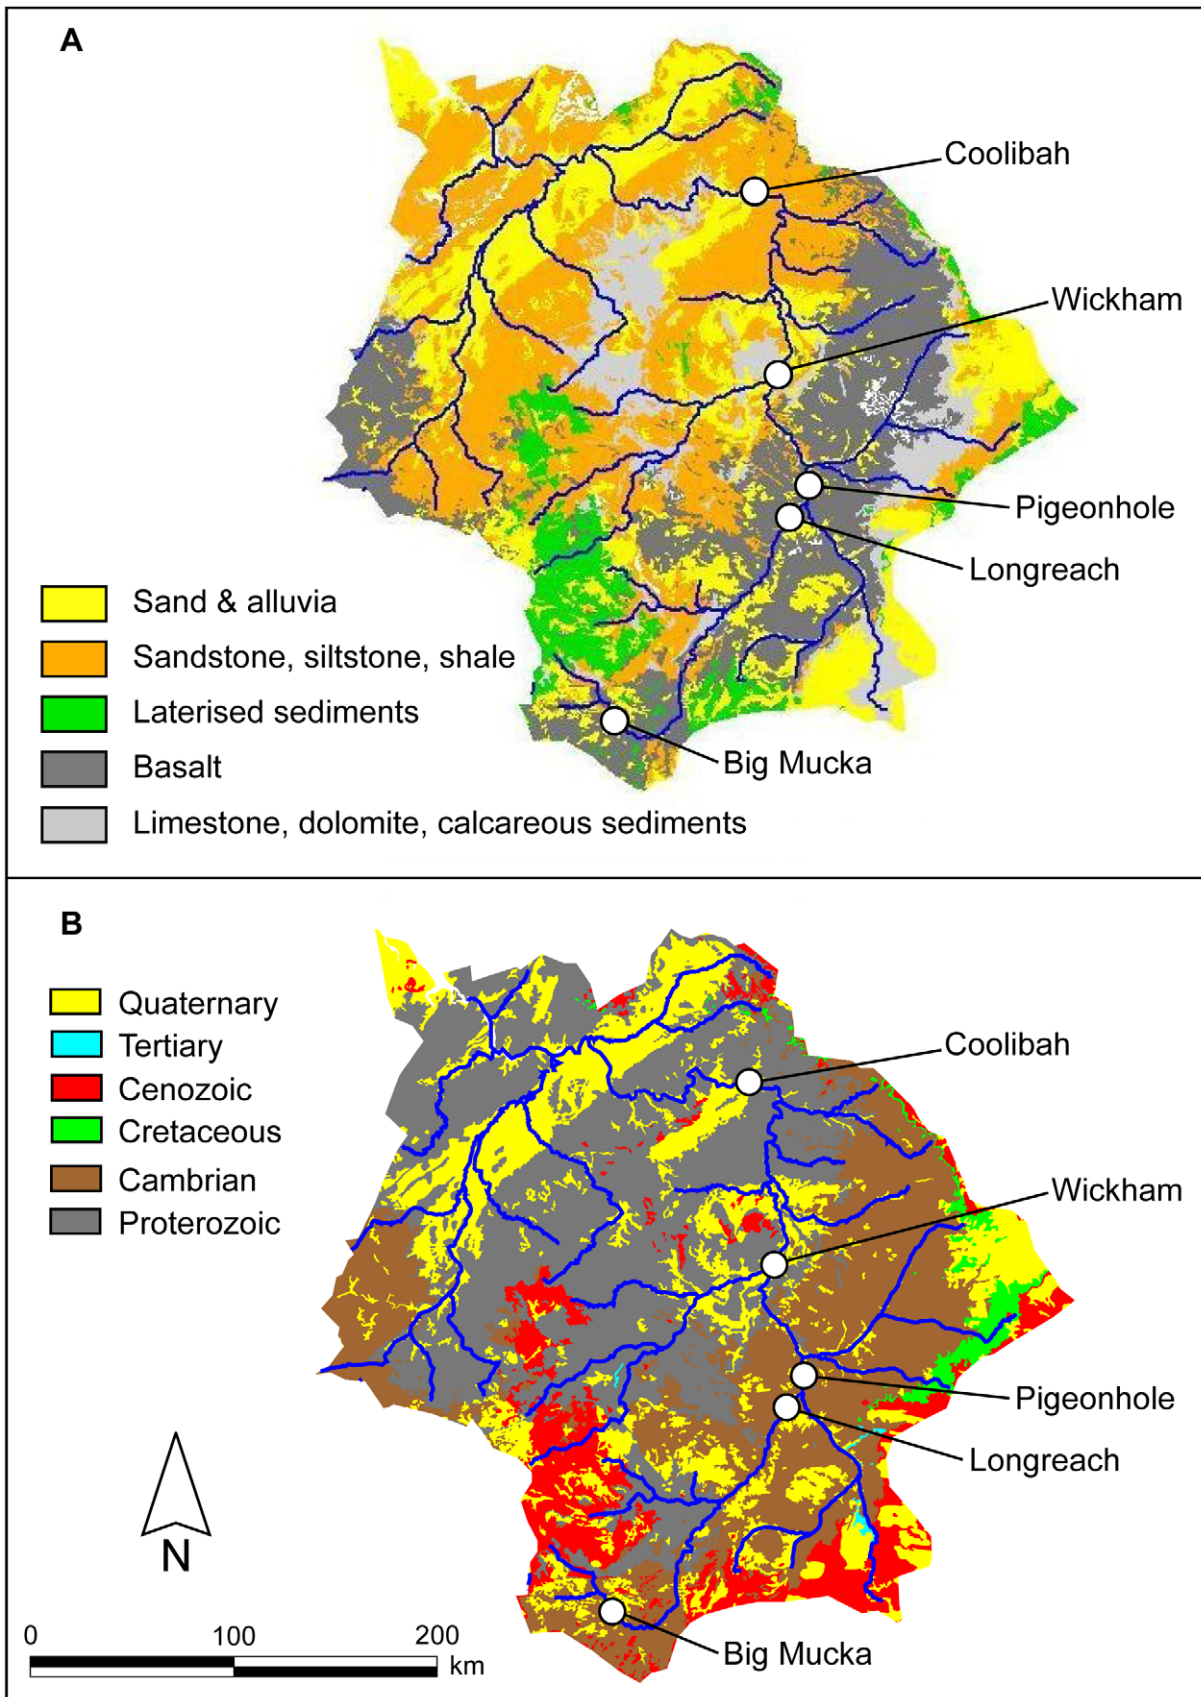 A
Coolibah
Wickham
Pigeonhole
Longreach
Big Mucka
Sand & alluvia
Sandstone, siltstone, shale
Laterised sediments
Basalt
Limestone, dolomite, calcareous sediments
B
Quaternary
Tertiary
Cenozoic
Cretaceous
Cambrian
Proterozoic
Coolibah
Wickham
Pigeonhole
Longreach
Big Mucka
N
0 100 200
km